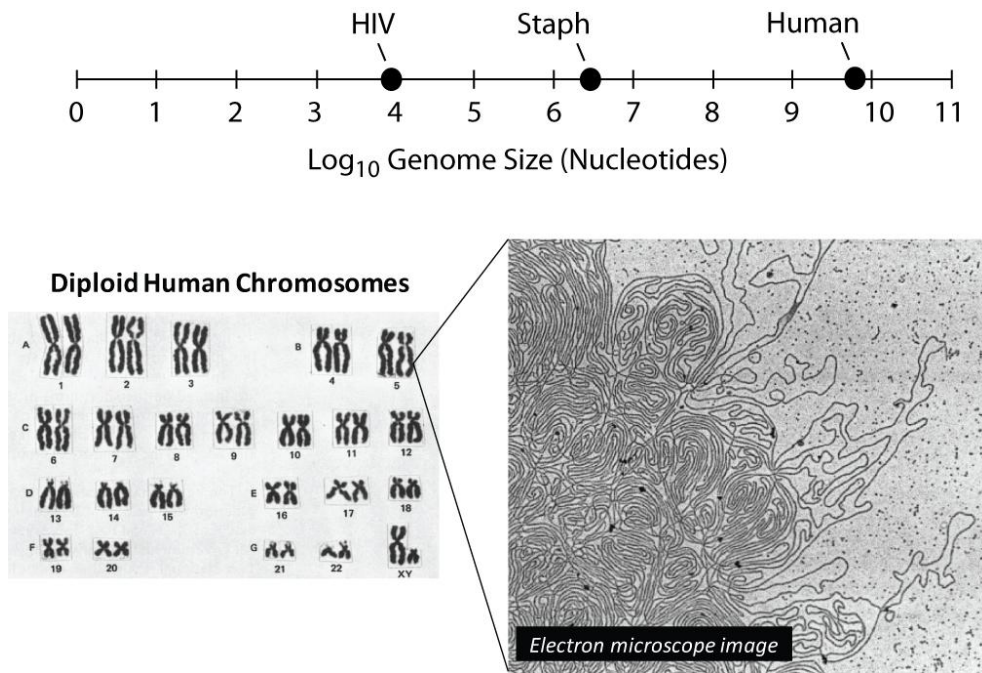 HIV Staph Human
0 1 2 3 4 5 6 7 8 9 10 11
Log10 Genome Size (Nucleotides)
Diploid Human Chromosomes
A B
1 2 3 4 5
C
6 7 8 9 10 11 12
D E
13 14 15 16 17 18
F G
19 20 21 22 XY
Electron microscope image